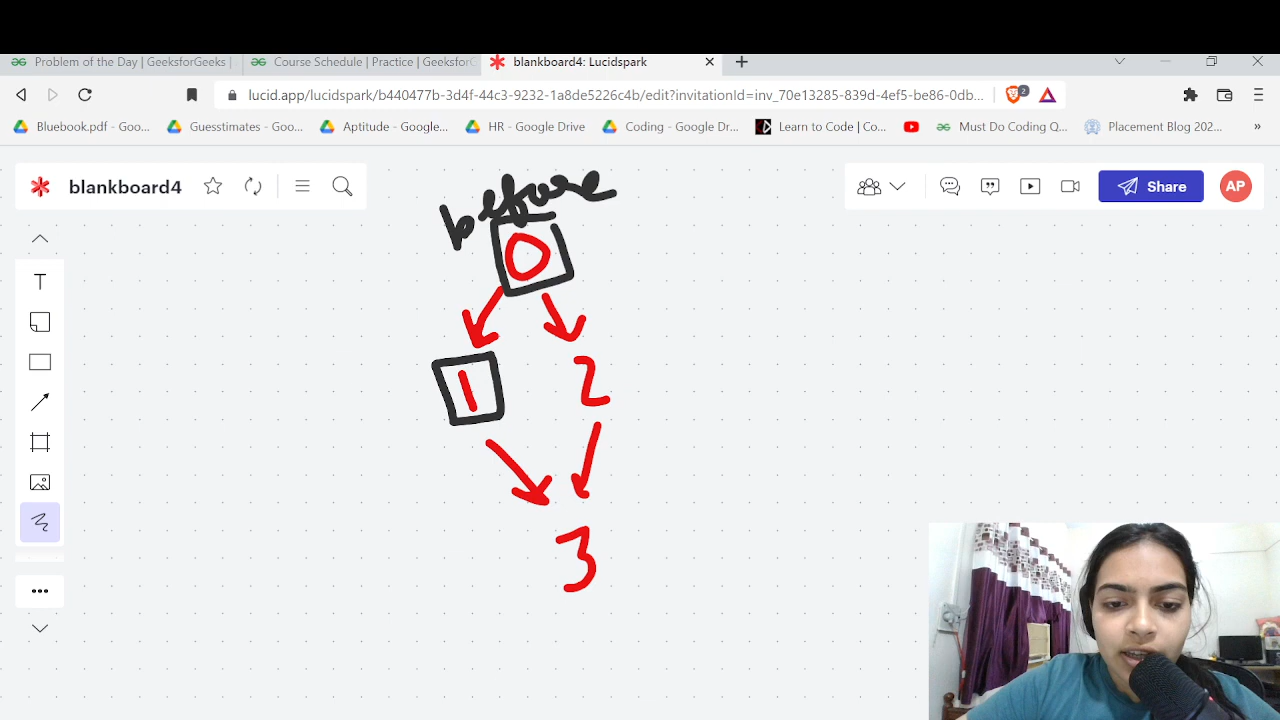 Problem of the Day | GeeksforGeeks |
Course Schedule | Practice | Geeksfor
blankboard4: Lucidspark
lucid.app/lucidspark/b440477b-3d4f-44c3-9232-1a8de5226c4b/edit?invitationId=inv_70e13285-839d-4ef5-be86-0db...
2
Bluebook.pdf - Goo...
Guesstimates - Goo...
Aptitude - Google...
HR - Google Drive
Coding - Google Dr...
Learn to Code | Co...
Must Do Coding Q...
Placement Blog 202...
»
blankboard4
Share
AP
T
before
0
1
2
3